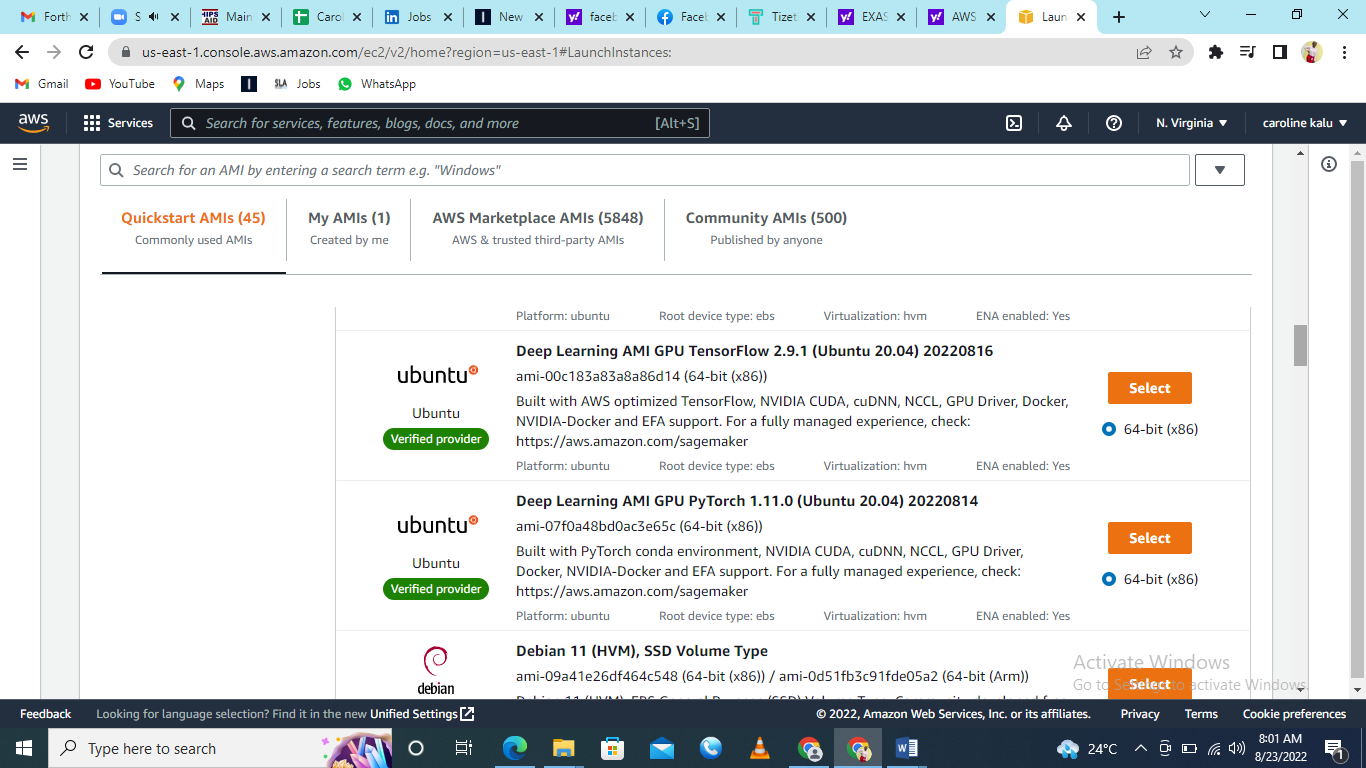 Forth
S
HIPS AID Main
Carol
Jobs
New
faceb
Faceb
Tizet
EXAS
AWS
Laun
us-east-1.console.aws.amazon.com/ec2/v2/home?region=us-east-1#LaunchInstances:
Gmail YouTube Maps SLA Jobs WhatsApp
aws Services Search for services, features, blogs, docs, and more [Alt+S] N. Virginia caroline kalu
Search for an AMI by entering a search term e.g. "Windows"
Quickstart AMIs (45) My AMIs (1) AWS Marketplace AMIs (5848) Community AMIs (500)
Commonly used AMIs Created by me AWS & trusted third-party AMIs Published by anyone
Platform: ubuntu Root device type: ebs Virtualization: hvm ENA enabled: Yes
ubuntu
Ubuntu
Verified provider
Deep Learning AMI GPU TensorFlow 2.9.1 (Ubuntu 20.04) 20220816
ami-00c183a83a8a86d14 (64-bit (x86))
Built with AWS optimized TensorFlow, NVIDIA CUDA, cuDNN, NCCL, GPU Driver, Docker,
NVIDIA-Docker and EFA support. For a fully managed experience, check:
https://aws.amazon.com/sagemaker
Platform: ubuntu Root device type: ebs Virtualization: hvm ENA enabled: Yes
Select
64-bit (x86)
ubuntu
Ubuntu
Verified provider
Deep Learning AMI GPU PyTorch 1.11.0 (Ubuntu 20.04) 20220814
ami-07f0a48bd0ac3e65c (64-bit (x86))
Built with PyTorch conda environment, NVIDIA CUDA, cuDNN, NCCL, GPU Driver,
Docker, NVIDIA-Docker and EFA support. For a fully managed experience, check:
https://aws.amazon.com/sagemaker
Platform: ubuntu Root device type: ebs Virtualization: hvm ENA enabled: Yes
Select
64-bit (x86)
debian
Debian 11 (HVM), SSD Volume Type
ami-09a41e26df464c548 (64-bit (x86)) / ami-0d51fb3c91fde05a2 (64-bit (Arm))
Select
Activate Windows
Go to Settings to activate Windows.
Feedback Looking for language selection? Find it in the new Unified Settings © 2022, Amazon Web Services, Inc. or its affiliates. Privacy Terms Cookie preferences
Type here to search 24°C 8:01 AM
8/23/2022
1